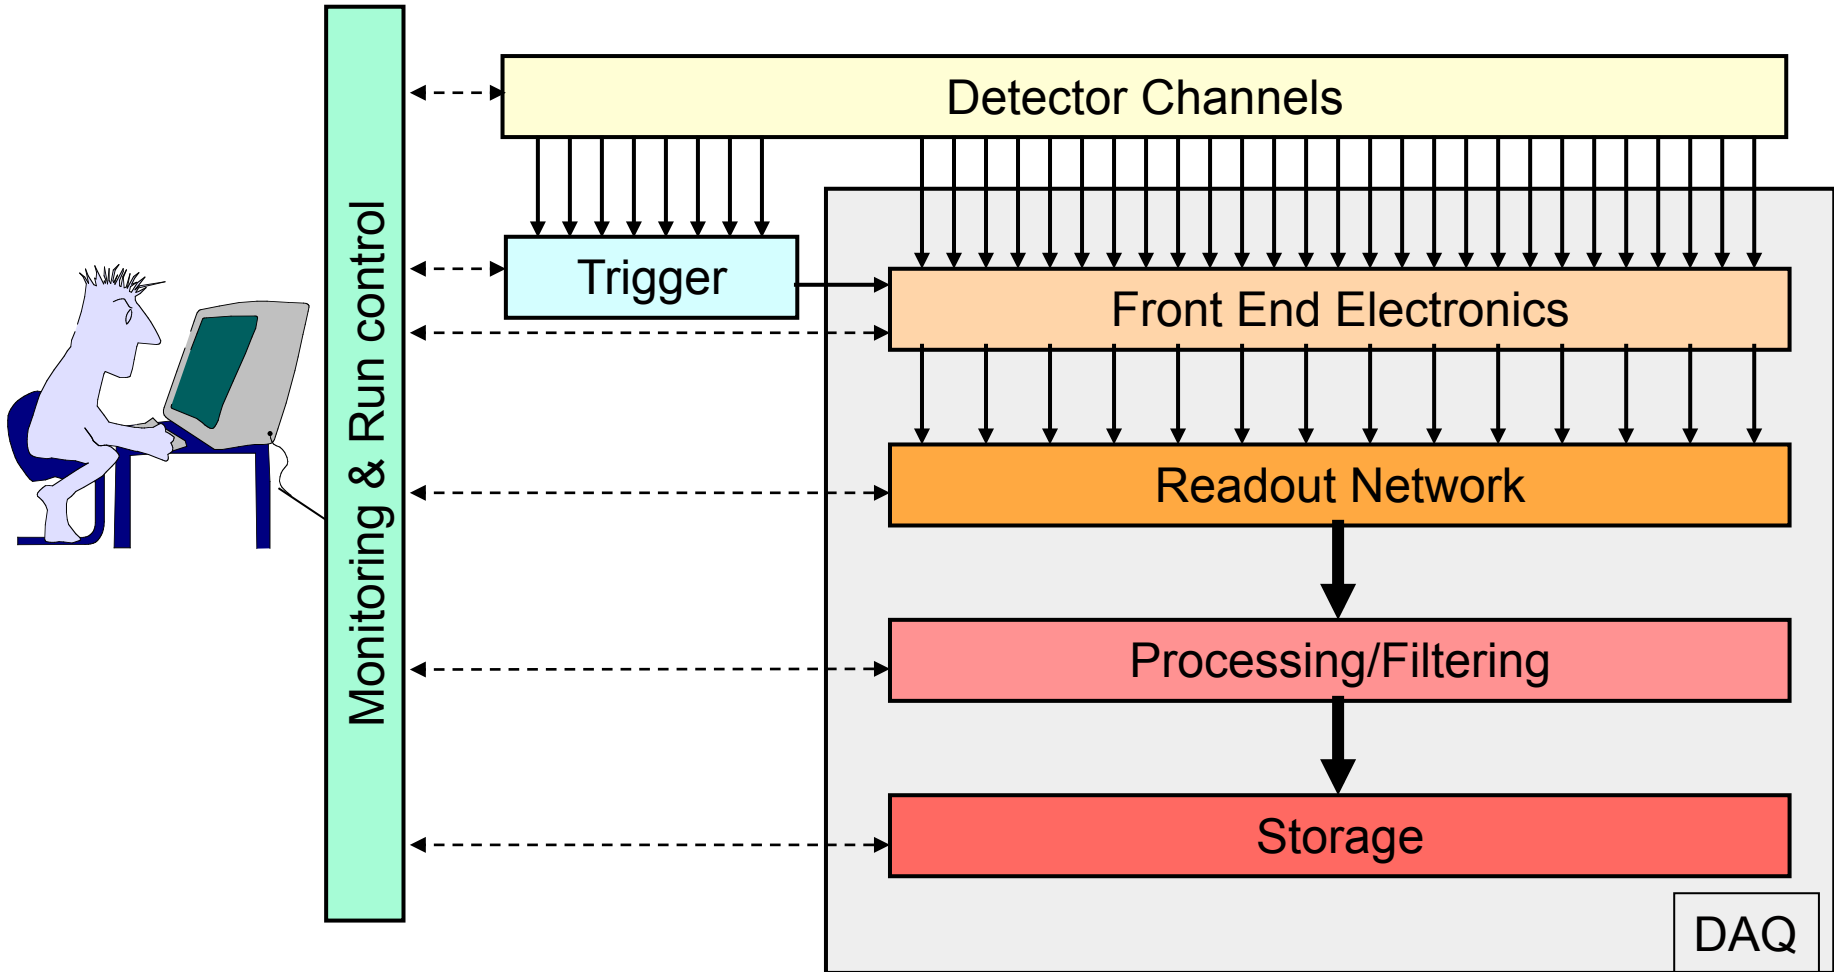 Monitoring & Run control
Detector Channels
Trigger
Front End Electronics
Readout Network
Processing/Filtering
Storage
DAQ